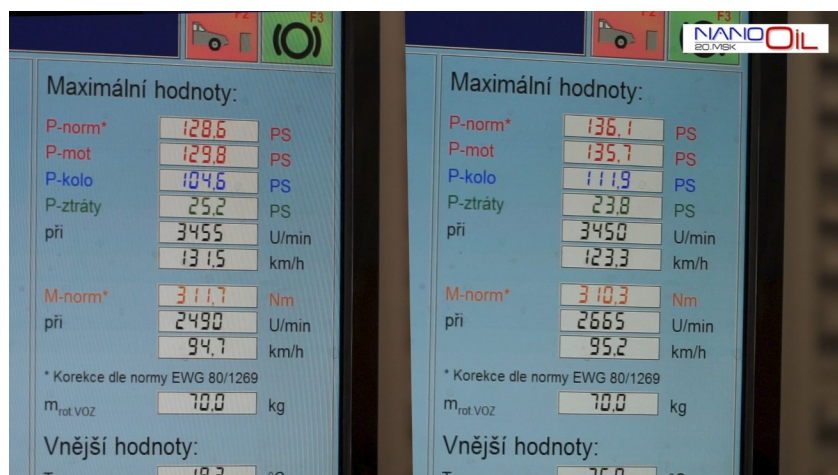 F2
F3
Maximální hodnoty:
P-norm* 128,6 PS
P-mot 129,8 PS
P-kolo 104,6 PS
P-ztráty 25,2 PS
při 3455 U/min
131,5 km/h
M-norm* 311,7 Nm
při 2490 U/min
94,7 km/h
* Korekce dle normy EWG 80/1269
m rot.VOZ 70,0 kg
Vnější hodnoty:
F2
NANO OiL
20.MSK
Maximální hodnoty:
P-norm* 136,1 PS
P-mot 135,7 PS
P-kolo 111,9 PS
P-ztráty 23,8 PS
při 3450 U/min
123,3 km/h
M-norm* 310,3 Nm
při 2665 U/min
95,2 km/h
* Korekce dle normy EWG 80/1269
m rot.VOZ 70,0 kg
Vnější hodnoty: